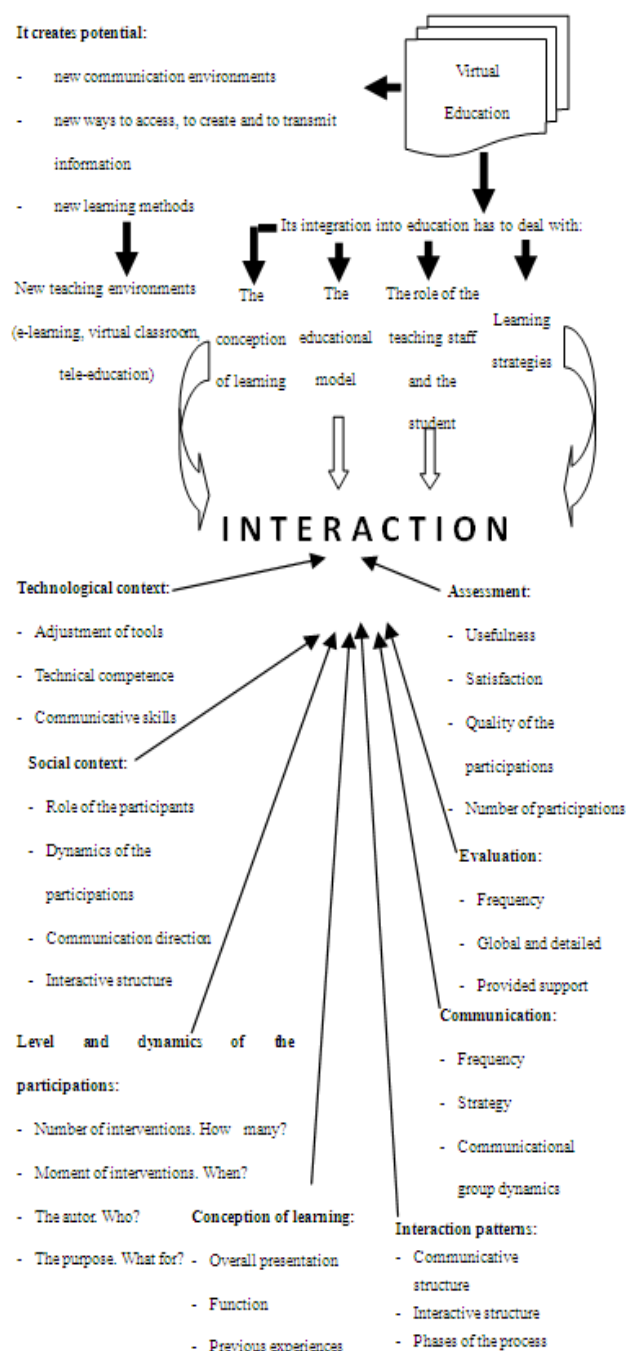 It creates potential:
- new communication environments
- new ways to access, to create and to transmit
information
- new learning methods
Virtual
Education
Its integration into education has to deal with:
New teaching environments
(e-learning, virtual classroom,
tele-education)
The
conception
of learning
The
educational
model
The role of the
teaching staff
and the
student
Learning
strategies
INTERACTION
Technological context:
- Adjustment of tools
- Technical competence
- Communicative skills
Social context:
- Role of the participants
- Dynamics of the
participations
- Communication direction
- Interactive structure
Level and dynamics of the
participations:
- Number of interventions. How many?
- Moment of interventions. When?
- The autor. Who?
- The purpose. What for?
Conception of learning:
- Overall presentation
- Function
- Previous experiences
Assessment:
- Usefulness
- Satisfaction
- Quality of the
participations
- Number of participations
Evaluation:
- Frequency
- Global and detailed
- Provided support
Communication:
- Frequency
- Strategy
- Communicational
group dynamics
Interaction patterns:
- Communicative
structure
- Interactive structure
- Phases of the process